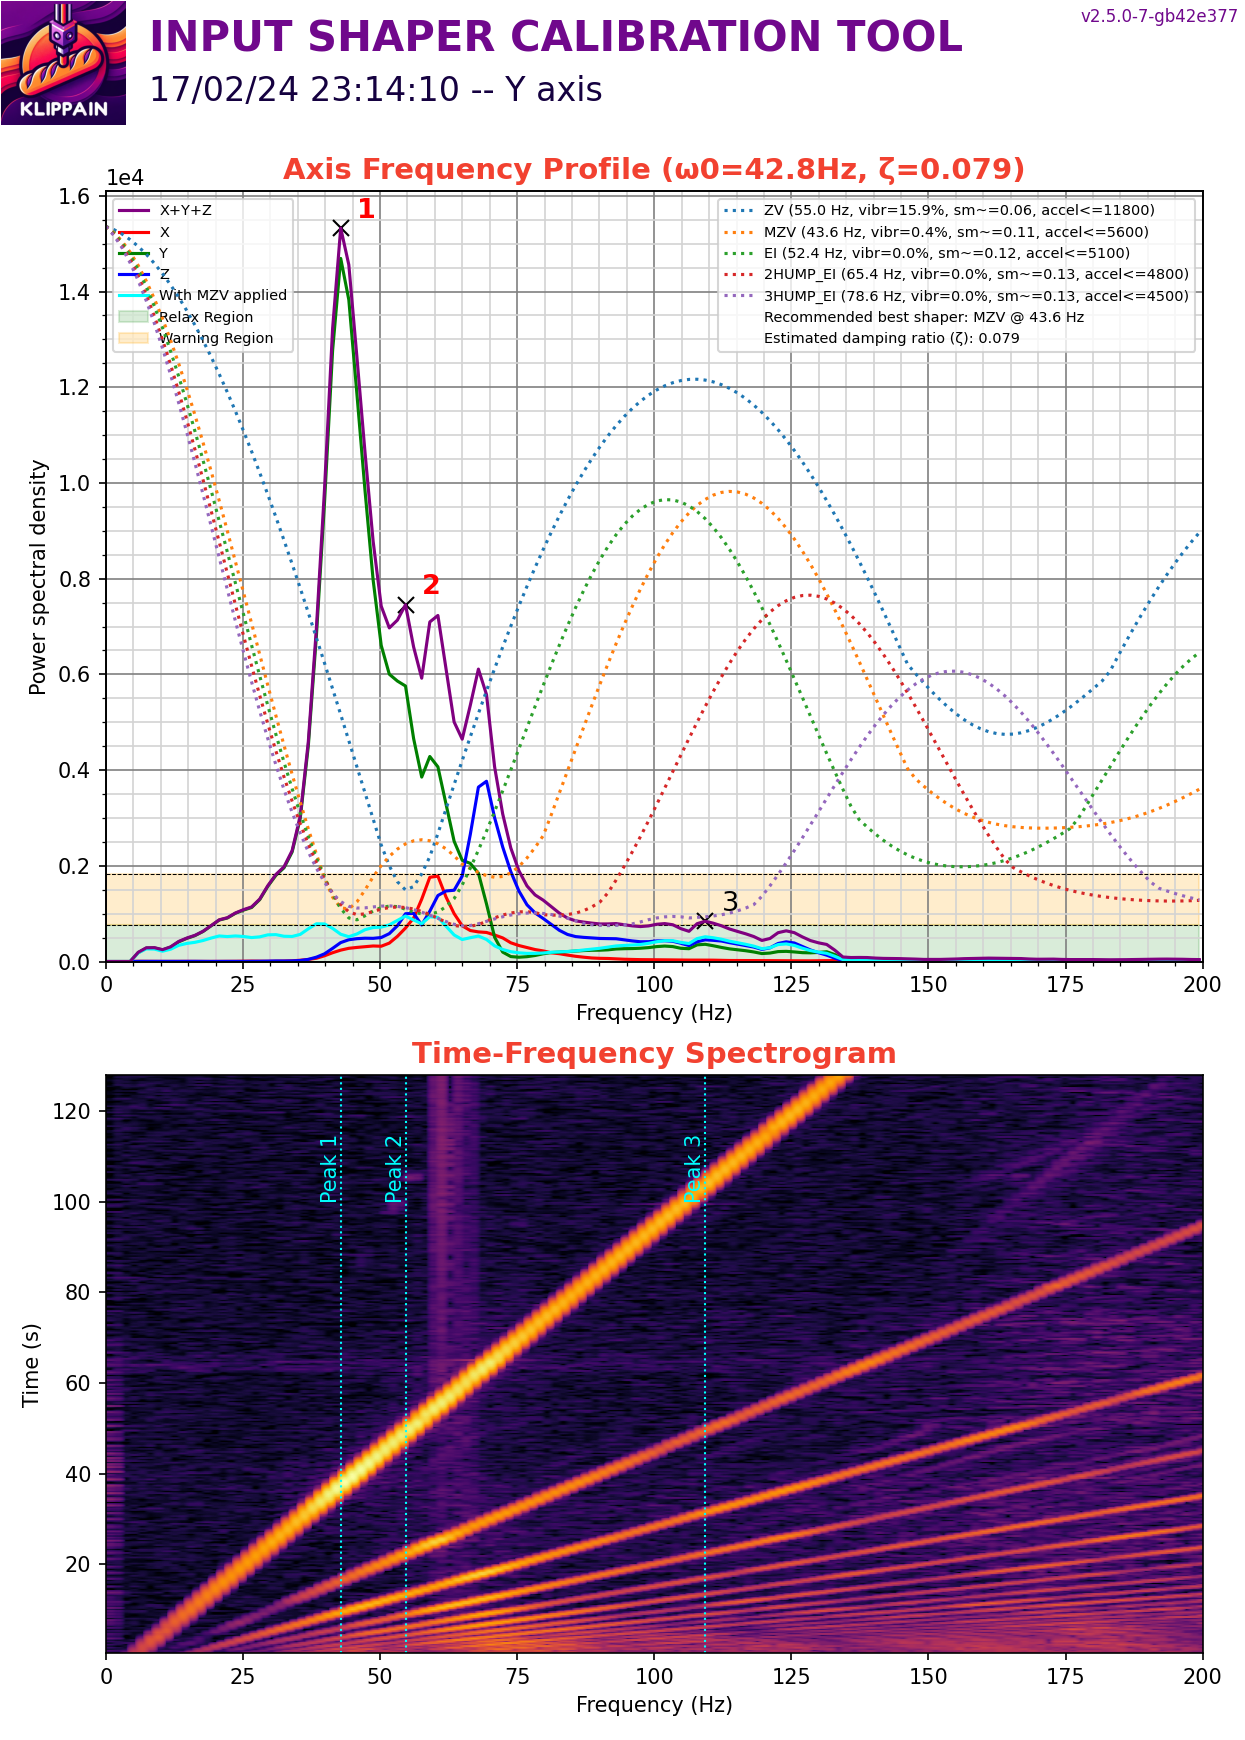 KLIPPAIN
INPUT SHAPER CALIBRATION TOOL
v2.5.0-7-gb42e377
17/02/24 23:14:10 -- Y axis
Axis Frequency Profile (ω0=42.8Hz, ζ=0.079)
1e4
1.6
1.4
1.2
1.0
0.8
0.6
0.4
0.2
0.0
Power spectral density
X+Y+Z
X
Y
Z
With MZV applied
Relax Region
Warning Region
1
2
3
ZV (55.0 Hz, vibr=15.9%, sm~=0.06, accel<=11800)
MZV (43.6 Hz, vibr=0.4%, sm~=0.11, accel<=5600)
EI (52.4 Hz, vibr=0.0%, sm~=0.12, accel<=5100)
2HUMP_EI (65.4 Hz, vibr=0.0%, sm~=0.13, accel<=4800)
3HUMP_EI (78.6 Hz, vibr=0.0%, sm~=0.13, accel<=4500)
Recommended best shaper: MZV @ 43.6 Hz
Estimated damping ratio (ζ): 0.079
0 25 50 75 100 125 150 175 200
Frequency (Hz)
Time-Frequency Spectrogram
120
100
80
60
40
20
Time (s)
Peak 1
Peak 2
Peak 3
0 25 50 75 100 125 150 175 200
Frequency (Hz)